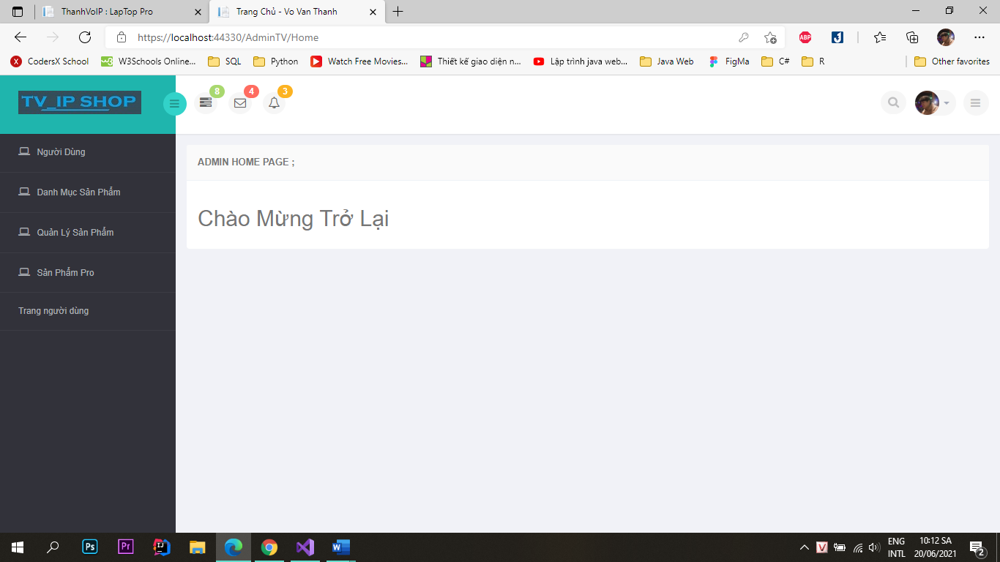 ThanhVoIP : LapTop Pro
Trang Chủ - Vo Van Thanh
https://localhost:44330/AdminTV/Home
ABP
CodersX School
W3Schools Online...
SQL
Python
Watch Free Movies...
Thiết kế giao diện n...
Lập trình java web...
Java Web
FigMa
C#
R
Other favorites
TV_IP SHOP
8
4
3
Người Dùng
Danh Mục Sản Phẩm
Quản Lý Sản Phẩm
Sản Phẩm Pro
Trang người dùng
ADMIN HOME PAGE ;
Chào Mừng Trở Lại
Ps
Pr
IJ
W
V
ENG
INTL
10:12 SA
20/06/2021
2